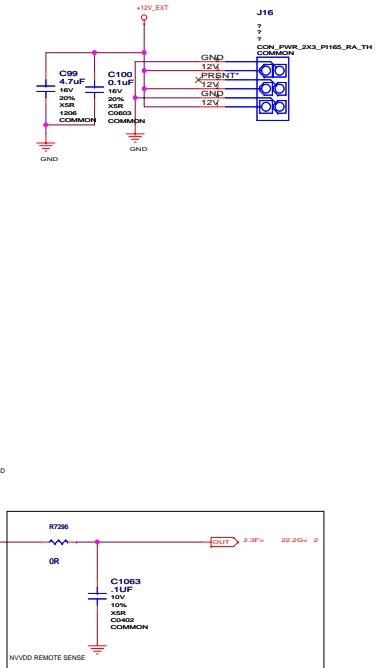 +12V_EXT
J16
?
?
?
CON_PWR_2X3_PI165_RA_TH
COMMON
GND
12V
PRSNT*
12V
GND
12V
C99
4.7uF
16V
20%
X5R
1206
COMMON
C100
0.1uF
16V
20%
X5R
C0603
COMMON
GND
GND
D
R7296
0R
OUT 2.3F> 22.2G< 2
C1063
.1UF
10V
10%
X5R
C0402
COMMON
NVVDD REMOTE SENSE